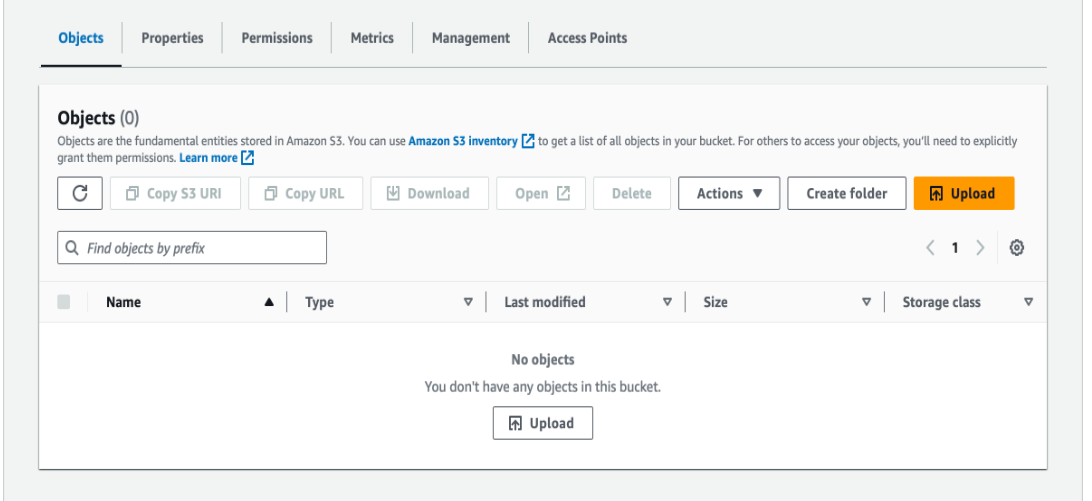 Objects Properties Permissions Metrics Management Access Points
Objects (0)
Objects are the fundamental entities stored in Amazon S3. You can use Amazon S3 inventory to get a list of all objects in your bucket. For others to access your objects, you'll need to explicitly
grant them permissions. Learn more
Copy S3 URI Copy URL Download Open Delete Actions Create folder Upload
Find objects by prefix 1
Name Type Last modified Size Storage class
No objects
You don't have any objects in this bucket.
Upload